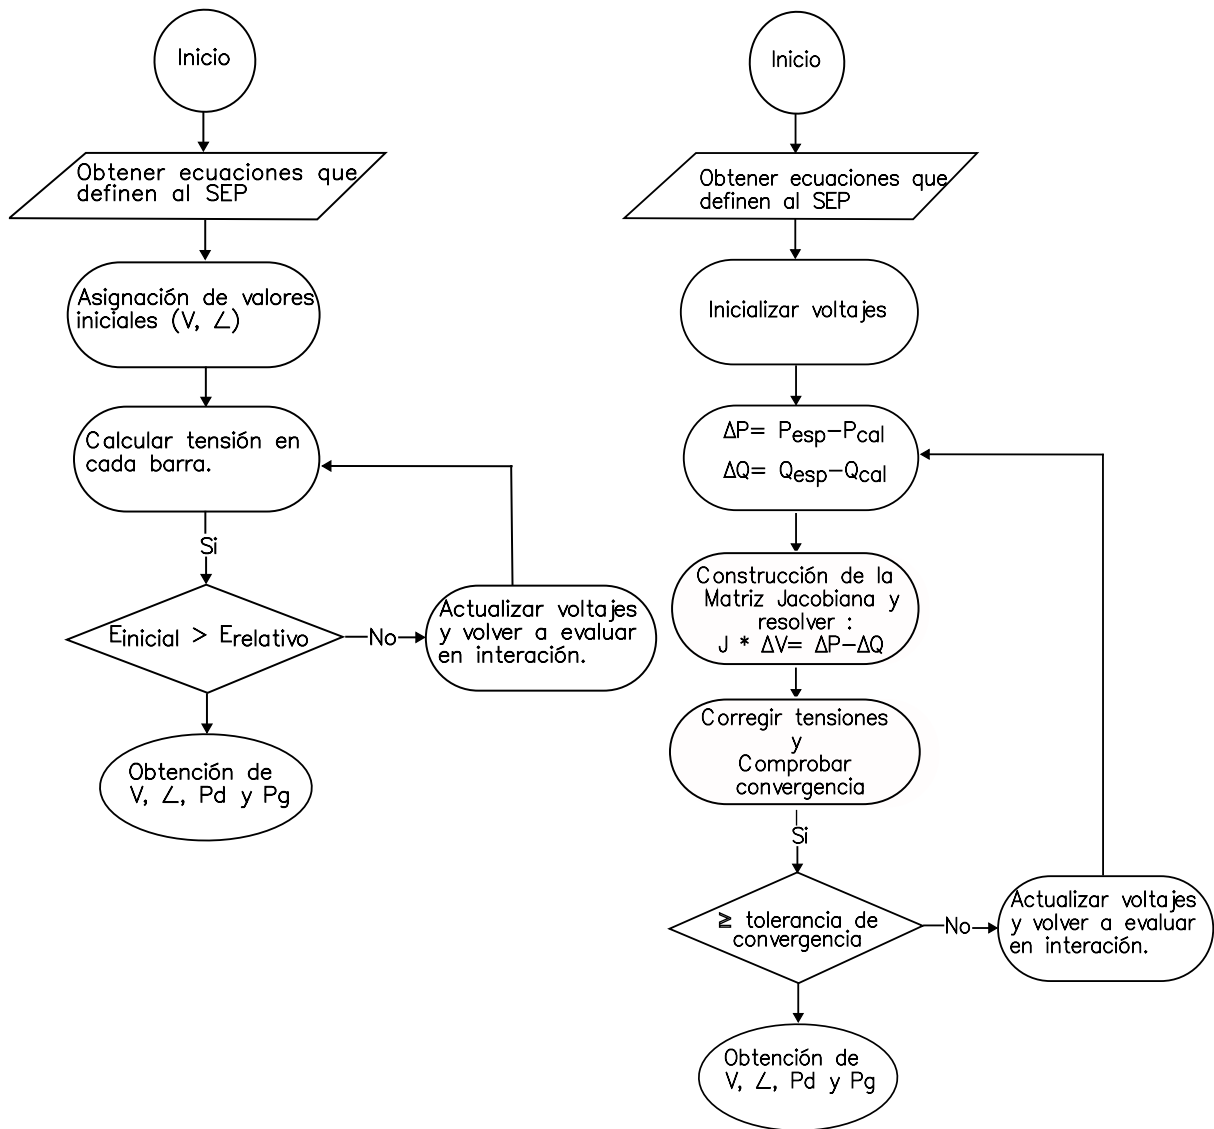 Inicio
Obtener ecuaciones que
definen al SEP
Asignación de valores
iniciales (V, ∠)
Calcular tensión en
cada barra.
Si
Einicial > Erelativo
No
Actualizar voltajes
y volver a evaluar
en interación.
Obtención de
V, ∠, Pd y Pg
Inicio
Obtener ecuaciones que
definen al SEP
Inicializar voltajes
ΔP= Pesp-Pcal
ΔQ= Qesp-Qcal
Construcción de la
Matriz Jacobiana y
resolver :
J * ΔV= ΔP-ΔQ
Corregir tensiones
y
Comprobar
convergencia
Si
≥ tolerancia de
convergencia
No
Actualizar voltajes
y volver a evaluar
en interación.
Obtención de
V, ∠, Pd y Pg